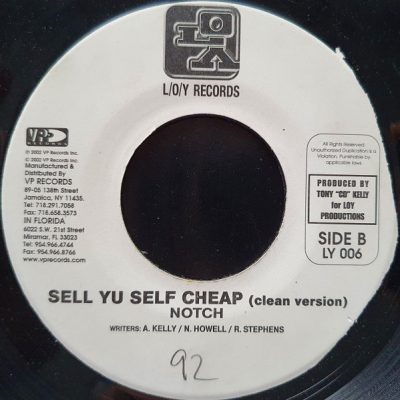 LOY
L/O/Y RECORDS
VP
RECORDS
℗ 2002 VP Records Inc.
© 2002 VP Records Inc.
Manufactured &
Distributed By
VP RECORDS
89-05 138th Street
Jamaica, NY 11435.
Tel: 718.291.7058
Fax: 718.658.3573
IN FLORIDA
6022 S.W. 21st Street
Miramar, FL 33023
Tel: 954.966.4744
Fax: 954.966.8766
www.vprecords.com
All Rights Reserved.
Unauthorized Duplication is a
Violation. Punishable by
applicable laws.
PRODUCED BY
TONY "CD" KELLY
for LOY
PRODUCTIONS
SIDE B
LY 006
SELL YU SELF CHEAP (clean version)
NOTCH
WRITERS: A. KELLY / N. HOWELL / R. STEPHENS
92